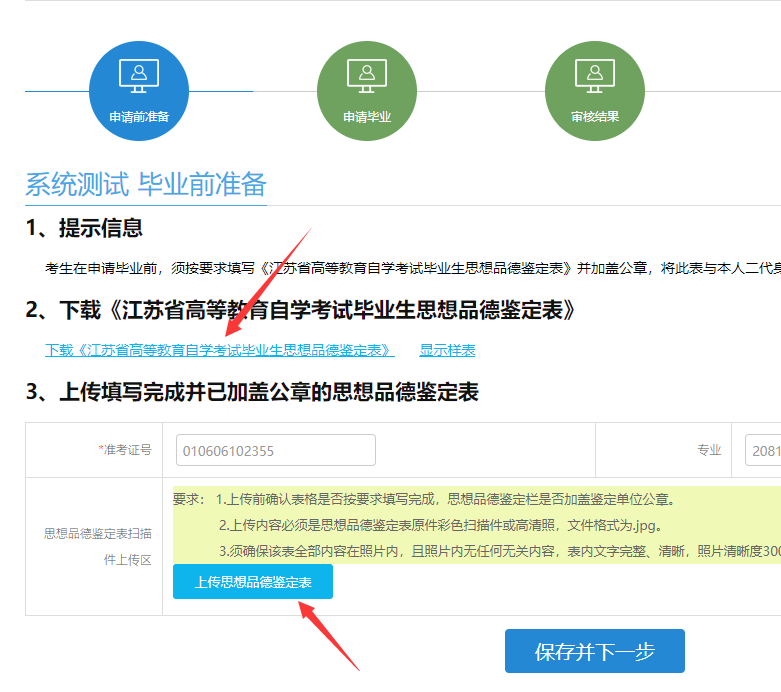 申请前准备
申请毕业
审核结果
系统测试 毕业前准备
1、提示信息
考生在申请毕业前，须按要求填写《江苏省高等教育自学考试毕业生思想品德鉴定表》并加盖公章，将此表与本人二代身
2、下载《江苏省高等教育自学考试毕业生思想品德鉴定表》
下载《江苏省高等教育自学考试毕业生思想品德鉴定表》 显示样表
3、上传填写完成并已加盖公章的思想品德鉴定表
*准考证号 010606102355 专业 2081
思想品德鉴定表扫描件上传区
要求： 1.上传前确认表格是否按要求填写完成，思想品德鉴定栏是否加盖鉴定单位公章。
2.上传内容必须是思想品德鉴定表原件彩色扫描件或高清照，文件格式为.jpg。
3.须确保该表全部内容在照片内，且照片内无任何无关内容，表内文字完整、清晰，照片清晰度300
上传思想品德鉴定表
保存并下一步